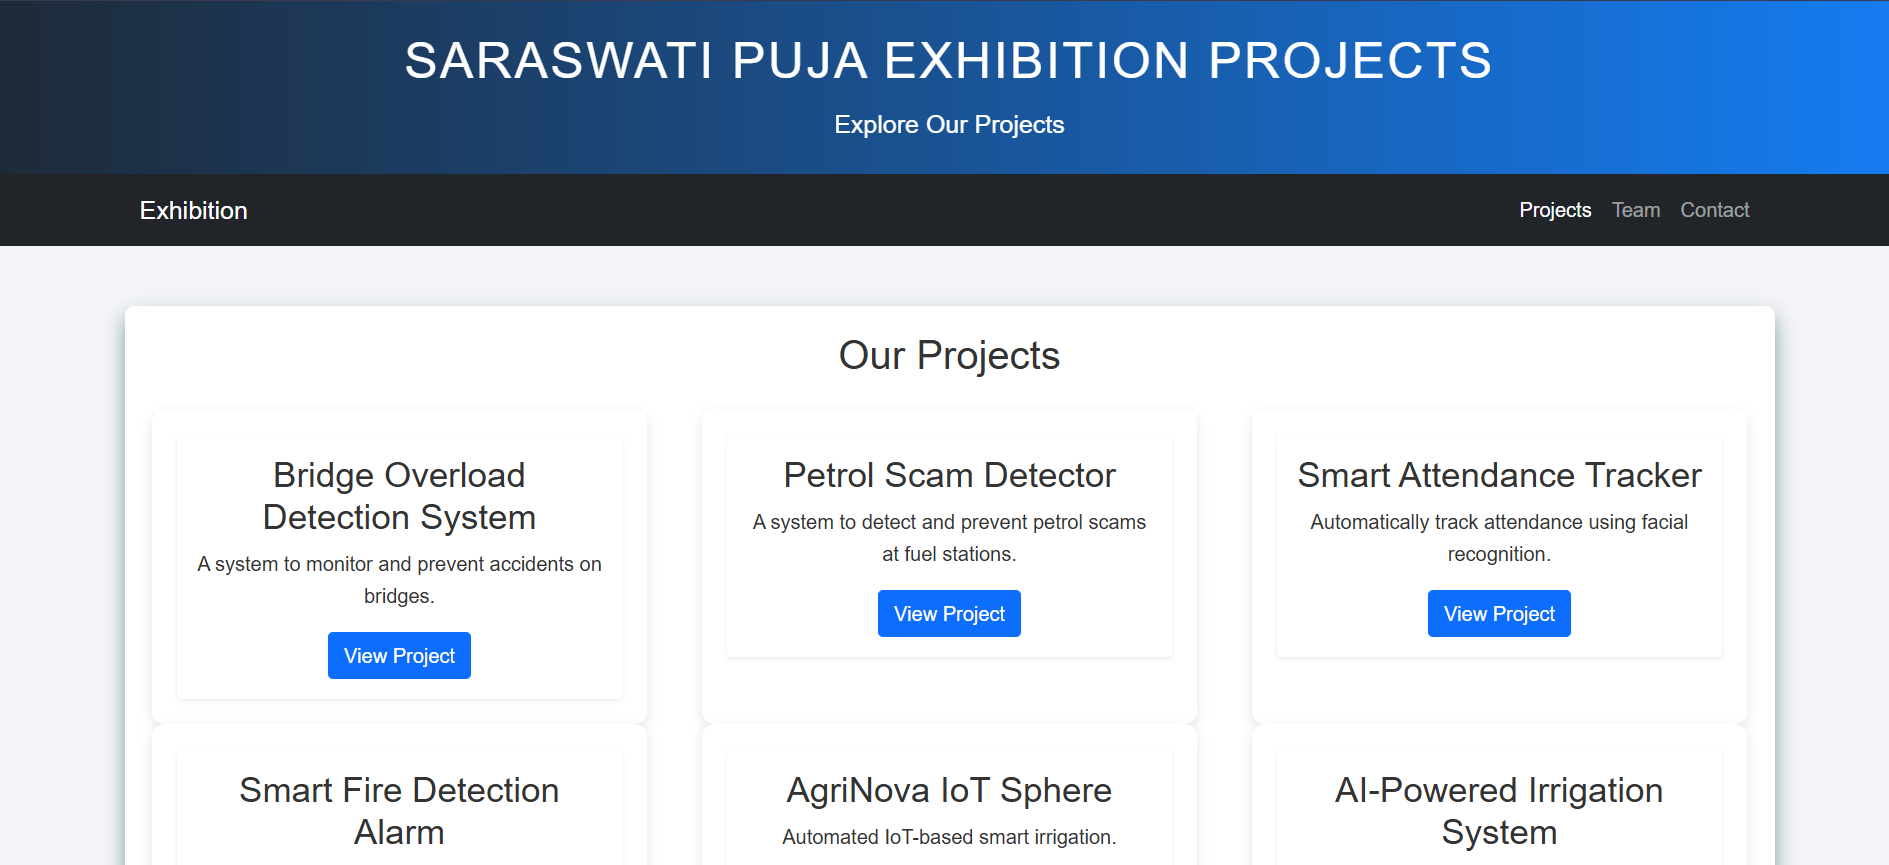 SARASWATI PUJA EXHIBITION PROJECTS
Explore Our Projects
Exhibition
Projects Team Contact
Our Projects
Bridge Overload
Detection System
A system to monitor and prevent accidents on
bridges.
View Project
Petrol Scam Detector
A system to detect and prevent petrol scams
at fuel stations.
View Project
Smart Attendance Tracker
Automatically track attendance using facial
recognition.
View Project
Smart Fire Detection
Alarm
AgriNova IoT Sphere
Automated IoT-based smart irrigation.
AI-Powered Irrigation
System